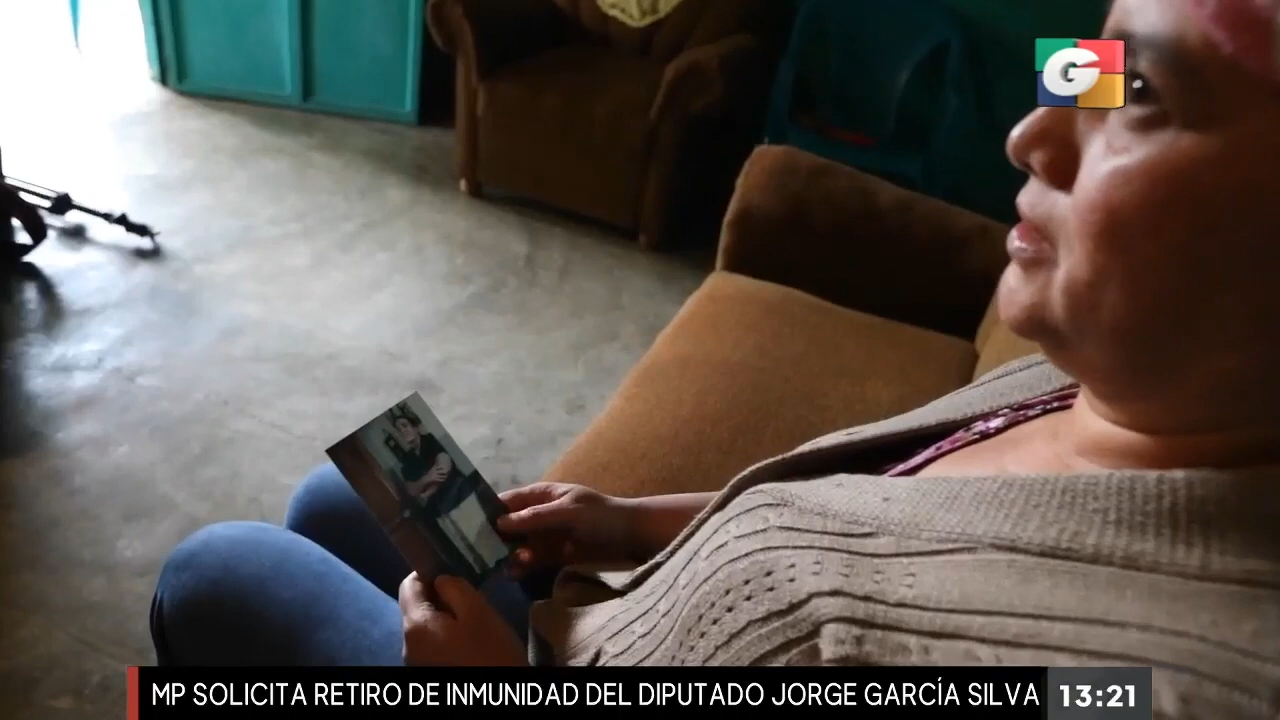 G
MP SOLICITA RETIRO DE INMUNIDAD DEL DIPUTADO JORGE GARCÍA SILVA 13:21